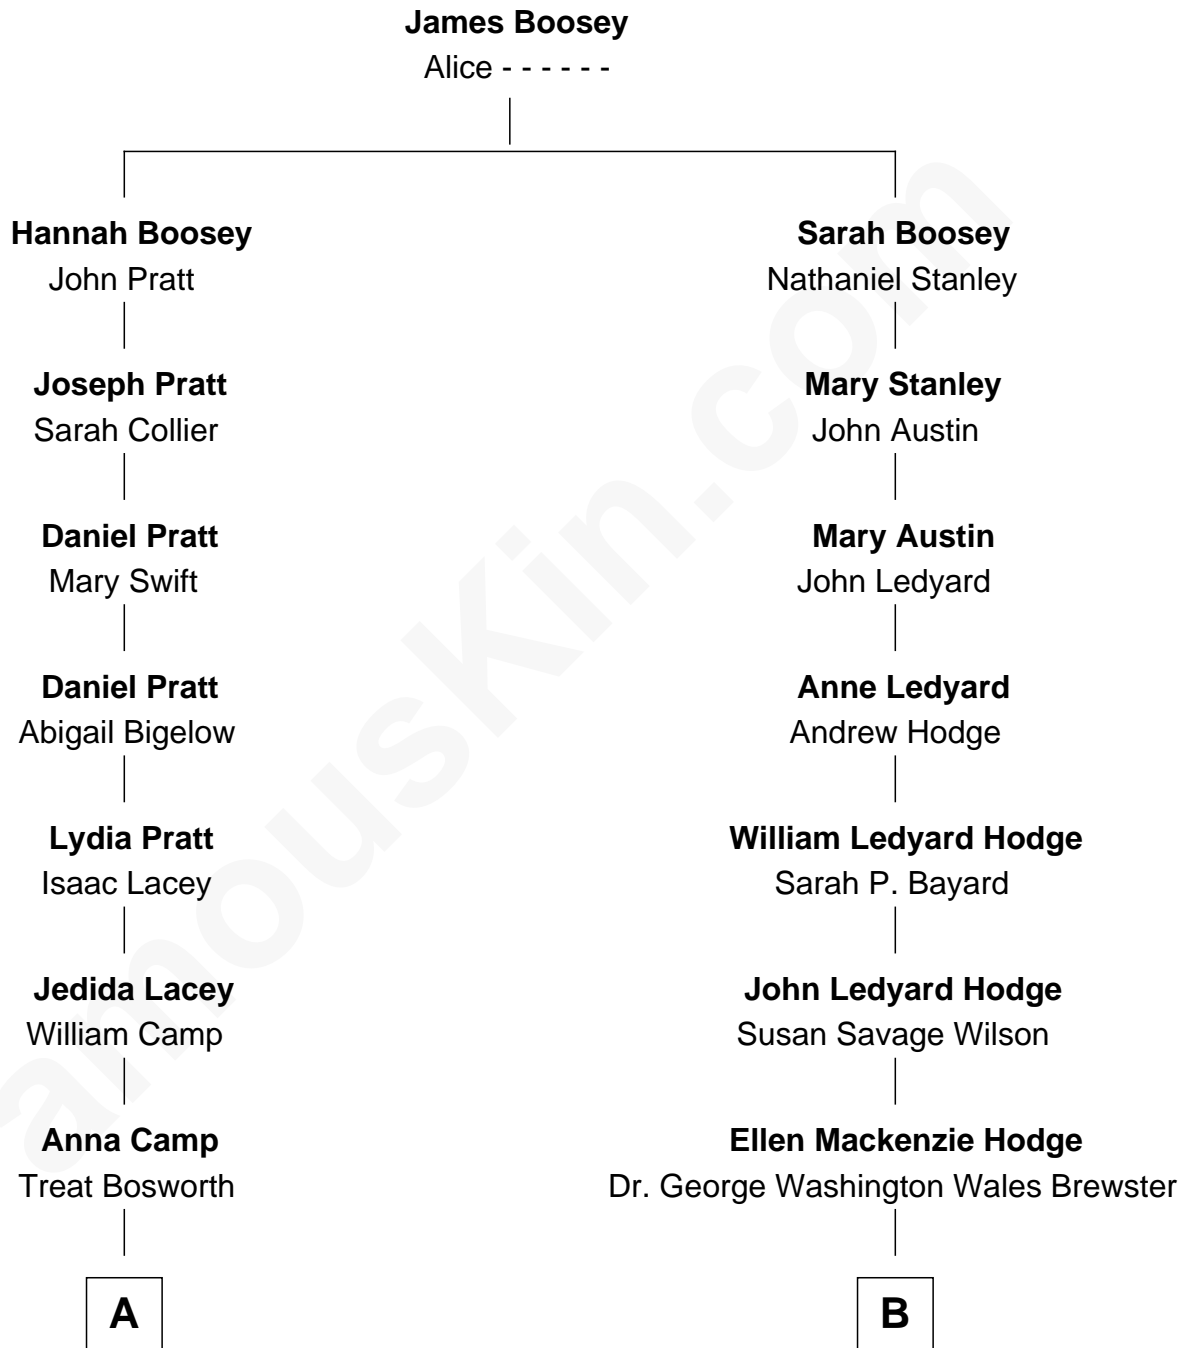 James Boosey
Alice - - - - - -
Hannah Boosey
John Pratt
Sarah Boosey
Nathaniel Stanley
Joseph Pratt
Sarah Collier
Mary Stanley
John Austin
Daniel Pratt
Mary Swift
Mary Austin
John Ledyard
Daniel Pratt
Abigail Bigelow
Anne Ledyard
Andrew Hodge
Lydia Pratt
Isaac Lacey
William Ledyard Hodge
Sarah P. Bayard
Jedida Lacey
William Camp
John Ledyard Hodge
Susan Savage Wilson
Anna Camp
Treat Bosworth
Ellen Mackenzie Hodge
Dr. George Washington Wales Brewster
A
B
amousKin.com